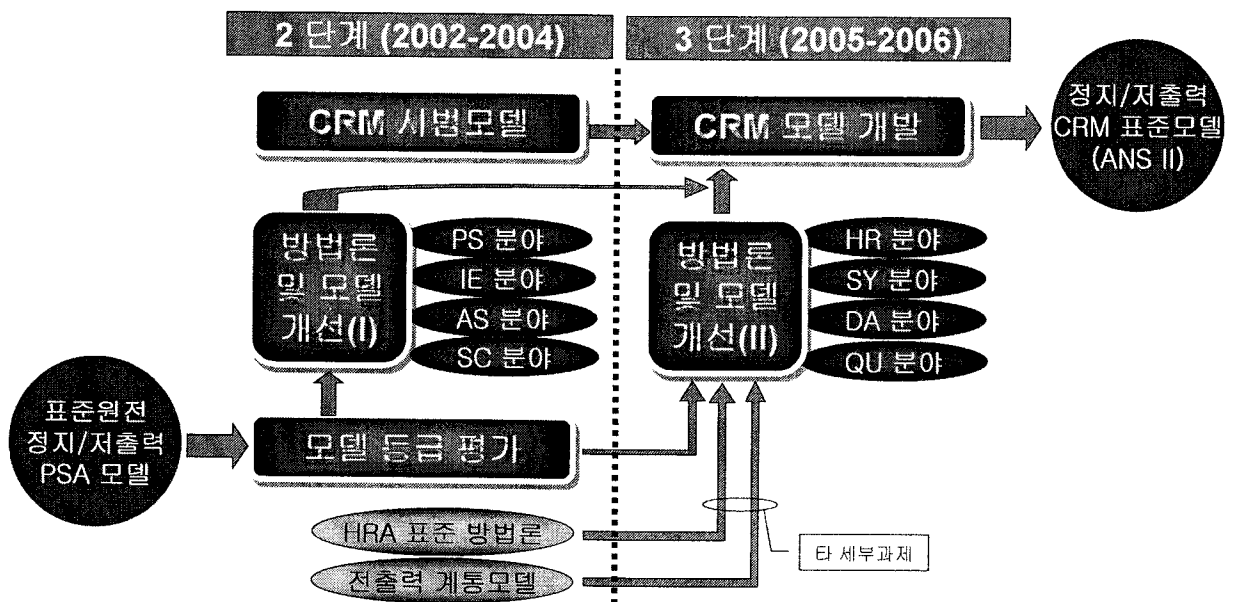 2 단계 (2002-2004)
3 단계 (2005-2006)
CRM 시범모델
CRM 모델 개발
정지/저출력
CRM 표준모델
(ANS II)
방법론
및 모델
개선(I)
PS 분야
IE 분야
AS 분야
SC 분야
방법론
및 모델
개선(II)
HR 분야
SY 분야
DA 분야
QU 분야
표준원전
정지/저출력
PSA 모델
모델 등급 평가
HRA 표준 방법론
전출력 계통모델
타 세부과제